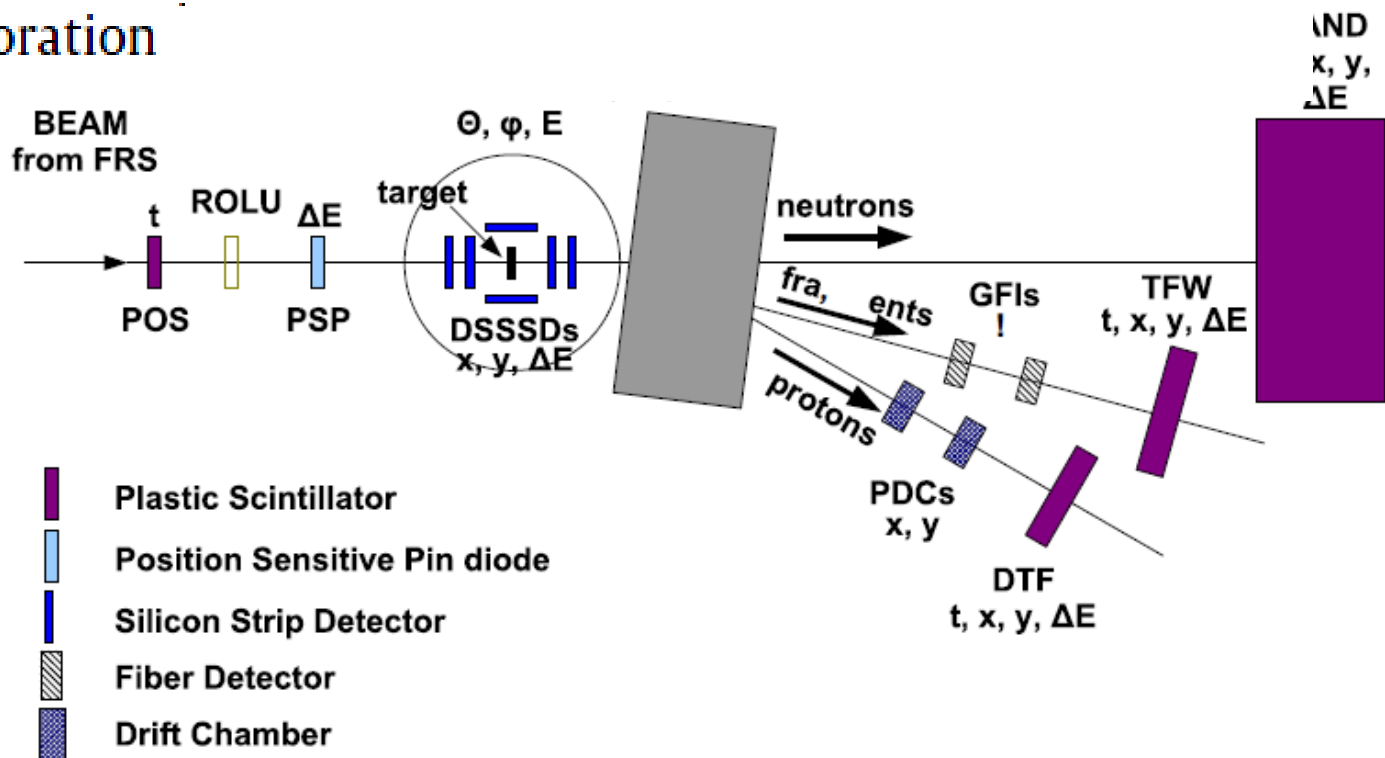 oration
AND
x, y,
ΔE
BEAM
from FRS
Θ, φ, E
target
t
ROLU
ΔE
POS
PSP
DSSSDs
x, y, ΔE
neutrons
fra,
ents
GFIs
!
TFW
t, x, y, ΔE
protons
PDCs
x, y
DTF
t, x, y, ΔE
Plastic Scintillator
Position Sensitive Pin diode
Silicon Strip Detector
Fiber Detector
Drift Chamber